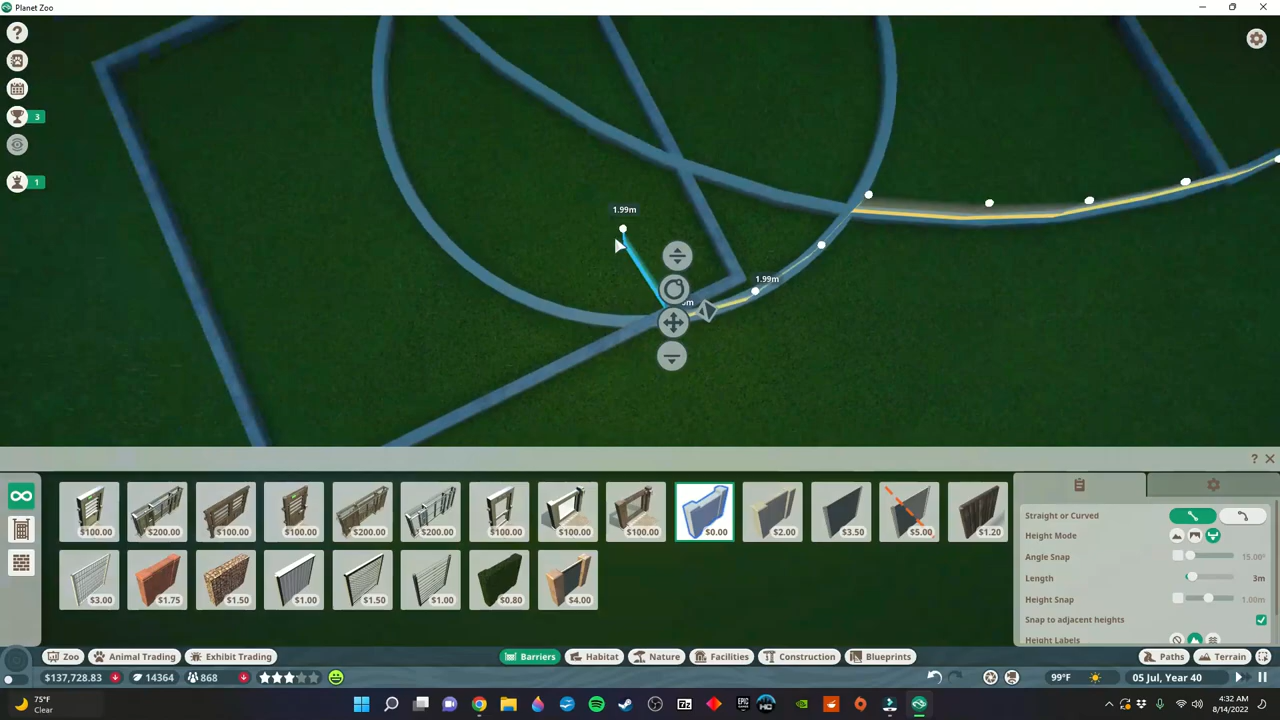 Planet Zoo
?
3
1
1.99m
1.99m
? 
$100.00 $200.00 $100.00 $100.00 $200.00 $200.00 $100.00 $100.00 $100.00 $0.00 $2.00 $3.50 $5.00 $1.20
$3.00 $1.75 $1.50 $1.00 $1.50 $1.00 $0.80 $4.00
Straight or Curved
Height Mode
Angle Snap 15.00°
Length 3m
Height Snap 1.00m
Snap to adjacent heights
Height Labels
Zoo Animal Trading Exhibit Trading Barriers Habitat Nature Facilities Construction Blueprints Paths Terrain
$137,728.83 14364 868 99°F 05 Jul, Year 40
75°F
Clear
4:32 AM
8/14/2022